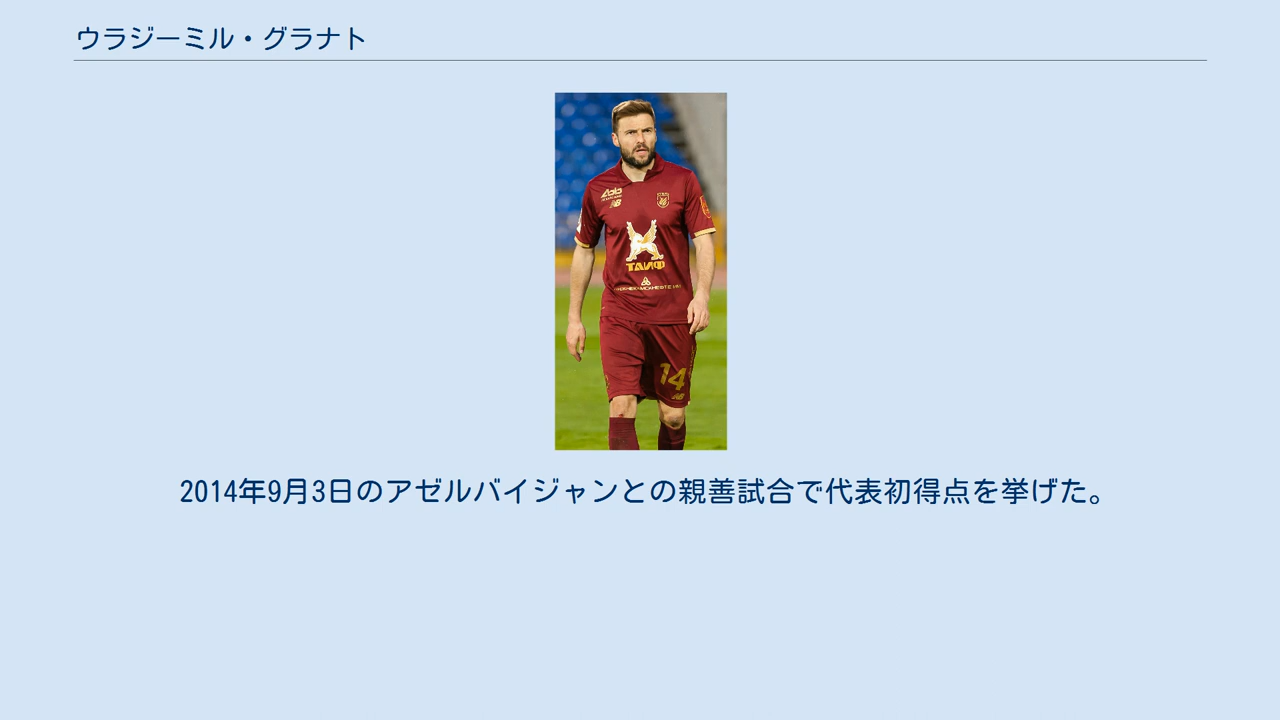 ウラジーミル・グラナト
ТАИФ
14
2014年9月3日のアゼルバイジャンとの親善試合で代表初得点を挙げた。